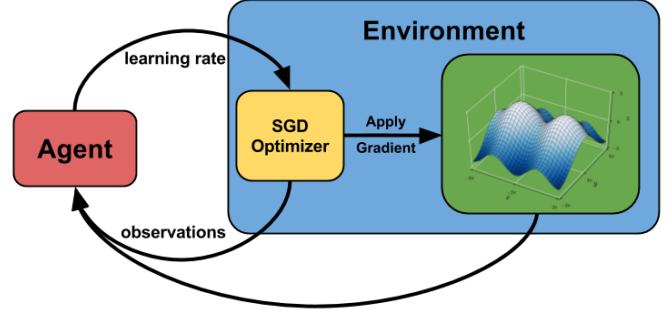 Environment
learning rate
SGD
Optimizer
Apply
Gradient
Agent
observations